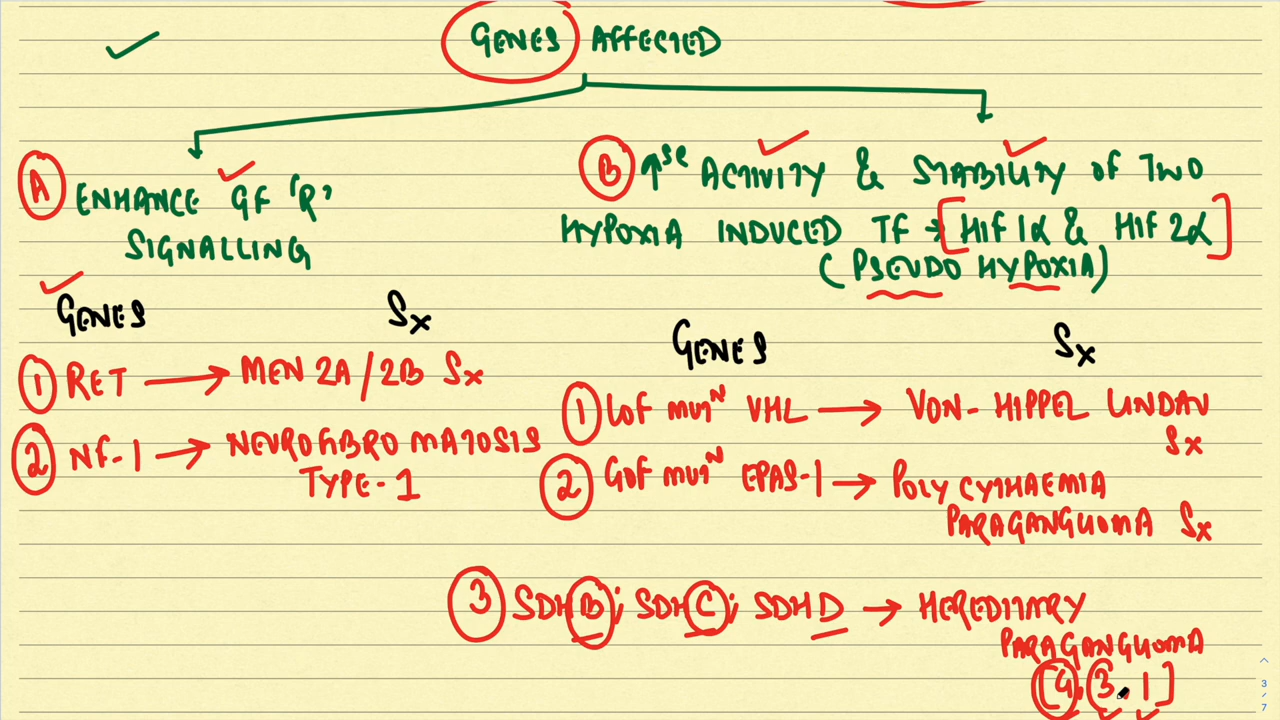 GENES AFFECTED
A ENHANCE GF 'R'
SIGNALLING
GENES Sx
1 RET → MEN 2A/2B Sx
2 NF-1 → NEUROFIBROMATOSIS
TYPE-1
B ↑se ACTIVITY & STABILITY OF TWO
HYPOXIA INDUCED TF → [HIF 1α & HIF 2α]
(PSEUDO HYPOXIA)
GENES Sx
1 LOF mutN VHL → VON-HIPPEL LINDAU
Sx
2 GOF mutN EPAS-1 → POLYCYTHAEMIA
PARAGANGLIOMA Sx
3 SDHB; SDHC; SDHD → HEREDITARY
PARAGANGLIOMA
[4, 3, 1]
3
/
7